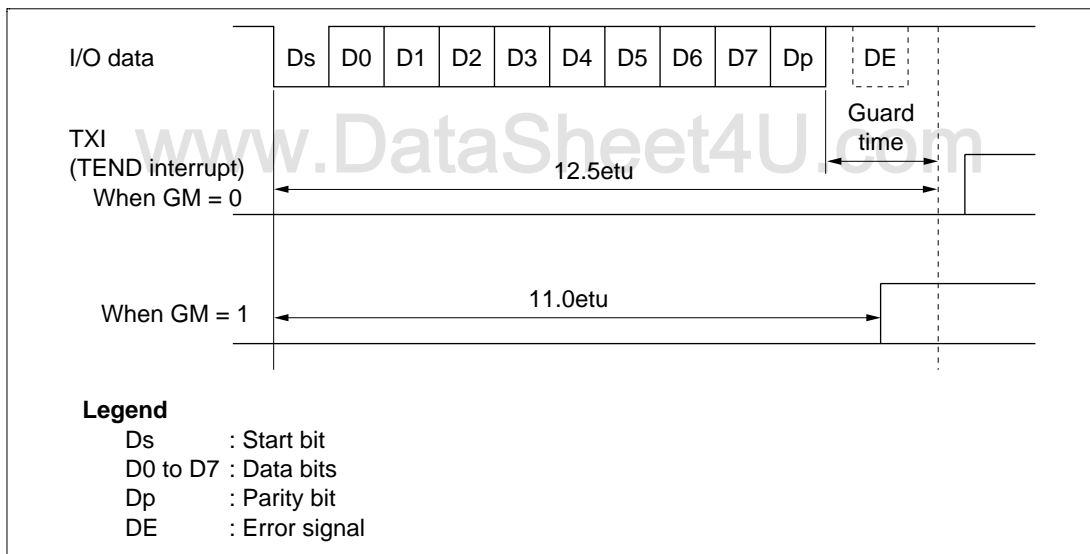 I/O data
Ds D0 D1 D2 D3 D4 D5 D6 D7 Dp DE
Guard
time
www.DataSheet4U.com
TXI
(TEND interrupt)
When GM = 0
12.5etu
When GM = 1
11.0etu
Legend
Ds : Start bit
D0 to D7 : Data bits
Dp : Parity bit
DE : Error signal